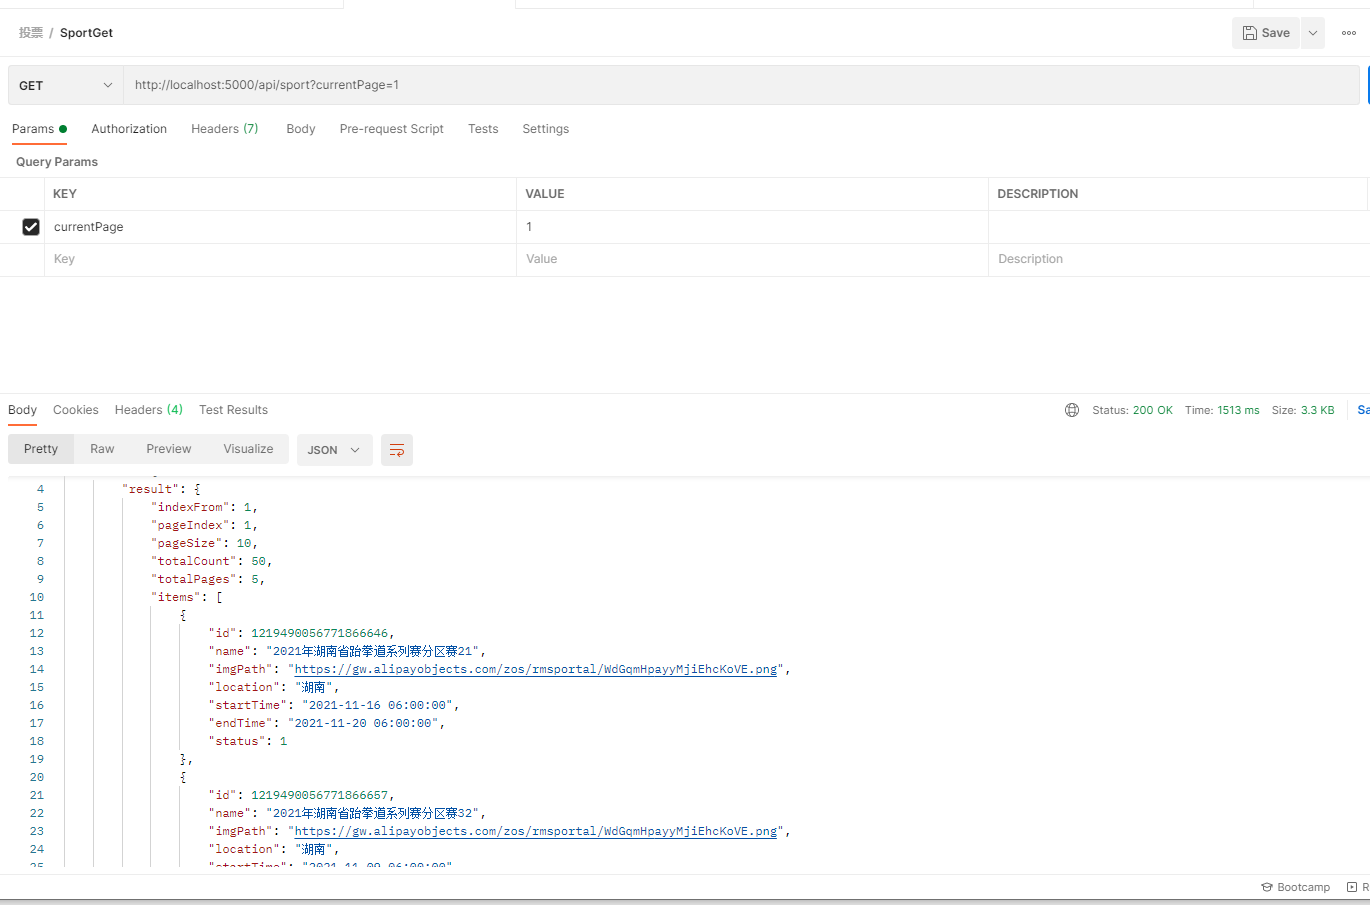 投票 / SportGet
Save
GET
http://localhost:5000/api/sport?currentPage=1
Params Authorization Headers (7) Body Pre-request Script Tests Settings
Query Params
KEY VALUE DESCRIPTION
currentPage 1
Key Value Description
Body Cookies Headers (4) Test Results Status: 200 OK Time: 1513 ms Size: 3.3 KB Sa
Pretty Raw Preview Visualize JSON
4 "result": {
5 "indexFrom": 1,
6 "pageIndex": 1,
7 "pageSize": 10,
8 "totalCount": 50,
9 "totalPages": 5,
10 "items": [
11 {
12 "id": 1219490056771866646,
13 "name": "2021年湖南省跆拳道系列赛分区赛21",
14 "imgPath": "https://gw.alipayobjects.com/zos/rmsportal/WdGqmHpayyMjiEhcKoVE.png",
15 "location": "湖南",
16 "startTime": "2021-11-16 06:00:00",
17 "endTime": "2021-11-20 06:00:00",
18 "status": 1
19 },
20 {
21 "id": 1219490056771866657,
22 "name": "2021年湖南省跆拳道系列赛分区赛32",
23 "imgPath": "https://gw.alipayobjects.com/zos/rmsportal/WdGqmHpayyMjiEhcKoVE.png",
24 "location": "湖南",
25 "startTime": "2021-11-09 06:00:00"
Bootcamp R